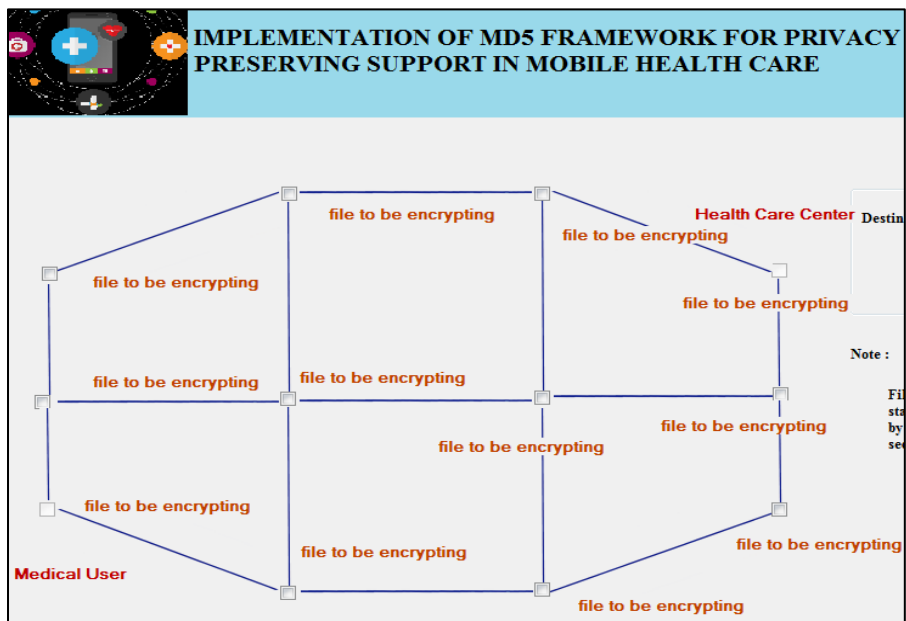 IMPLEMENTATION OF MD5 FRAMEWORK FOR PRIVACY
PRESERVING SUPPORT IN MOBILE HEALTH CARE
file to be encrypting
Health Care Center
file to be encrypting
file to be encrypting
file to be encrypting
Note :
file to be encrypting
file to be encrypting
file to be encrypting
file to be encrypting
file to be encrypting
by
file to be encrypting
file to be encrypting
Medical User
file to be encrypting